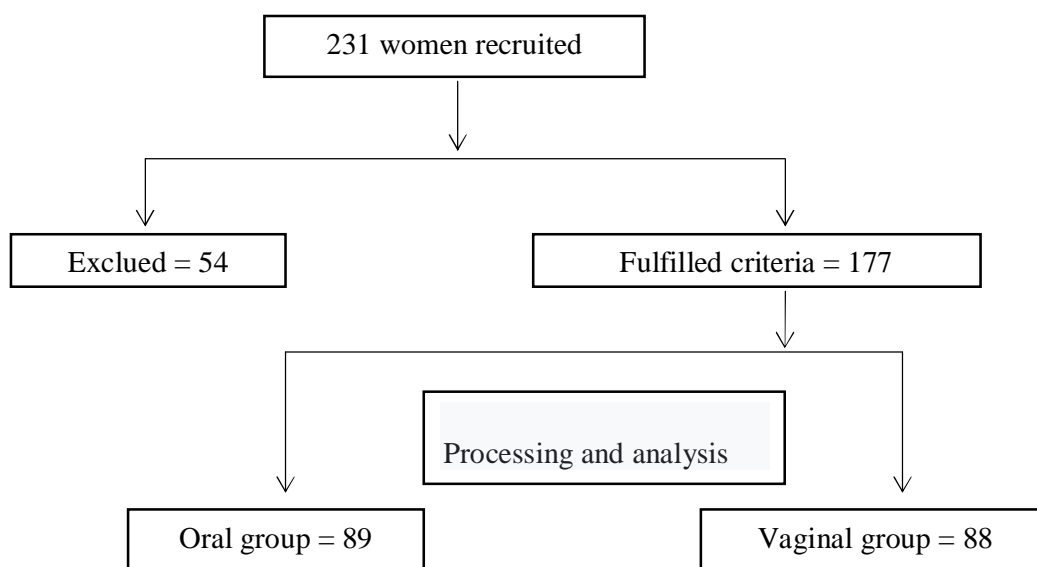 231 women recruited
Exclued = 54
Fulfilled criteria = 177
Processing and analysis
Oral group = 89
Vaginal group = 88